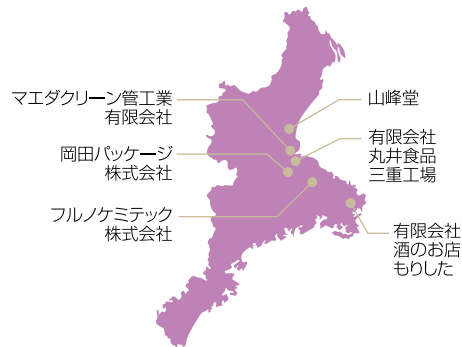 マエダクリーン管工業
有限会社
岡田パッケージ
株式会社
フルノケミテック
株式会社
山峰堂
有限会社
丸井食品
三重工場
有限会社
酒のお店
もりした